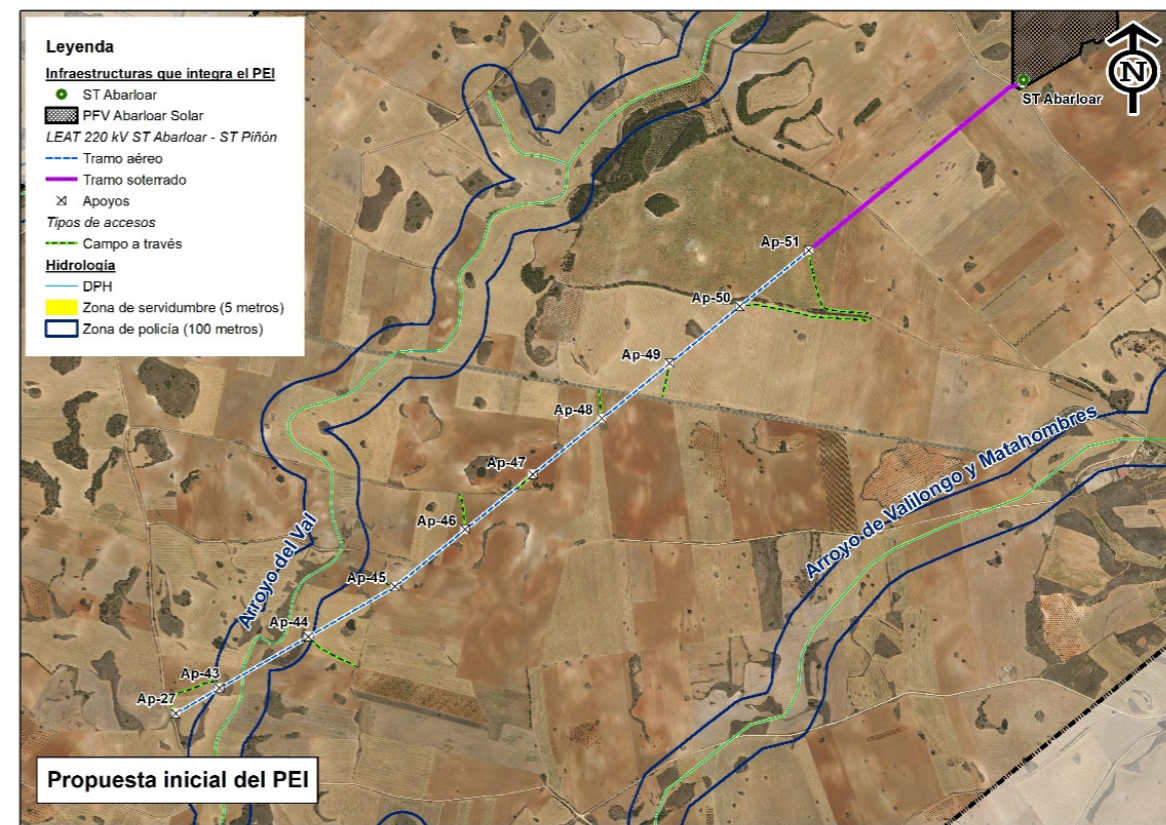 Leyenda
Infraestructuras que integra el PEI
ST Abarloar
PFV Abarloar Solar
LEAT 220 kV ST Abarloar - ST Piñón
Tramo aéreo
Tramo soterrado
Apoyos
Tipos de accesos
Campo a través
Hidrología
DPH
Zona de servidumbre (5 metros)
Zona de policía (100 metros)
N
ST Abarloar
Ap-51
Ap-50
Ap-49
Ap-48
Ap-47
Ap-46
Ap-45
Ap-44
Ap-43
Ap-27
Arroyo del Val
Arroyo de Valilongo y Matahombres
Propuesta inicial del PEI